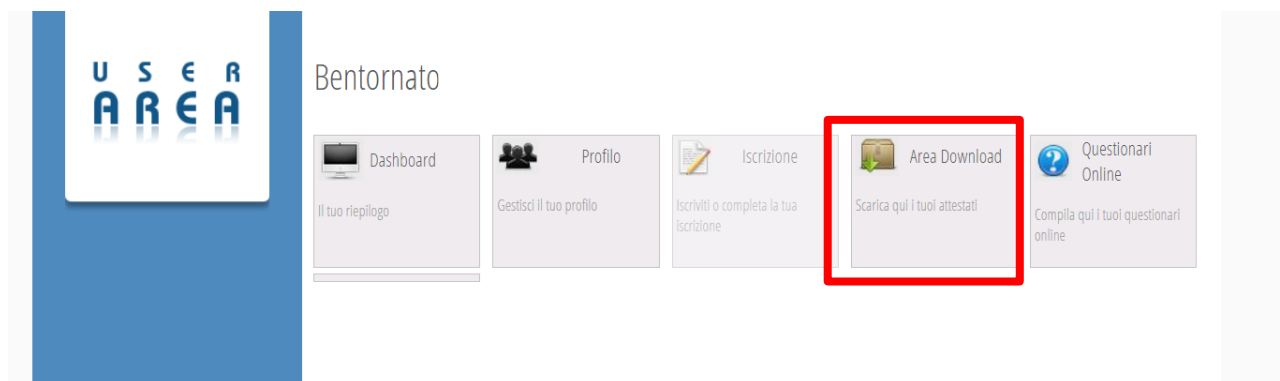 USER
AREA
Bentornato
Dashboard
Il tuo riepilogo
Profilo
Gestisci il tuo profilo
Iscrizione
Iscriviti o completa la tua
iscrizione
Area Download
Scarica qui i tuoi attestati
Questionari
Online
Compila qui i tuoi questionari
online